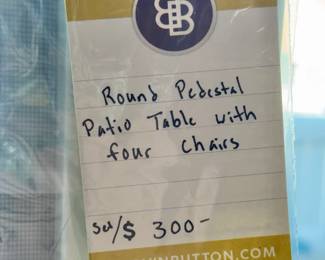 Round Pedestal
Patio Table with
four chairs
Set/$ 300-
BUTTON.COM